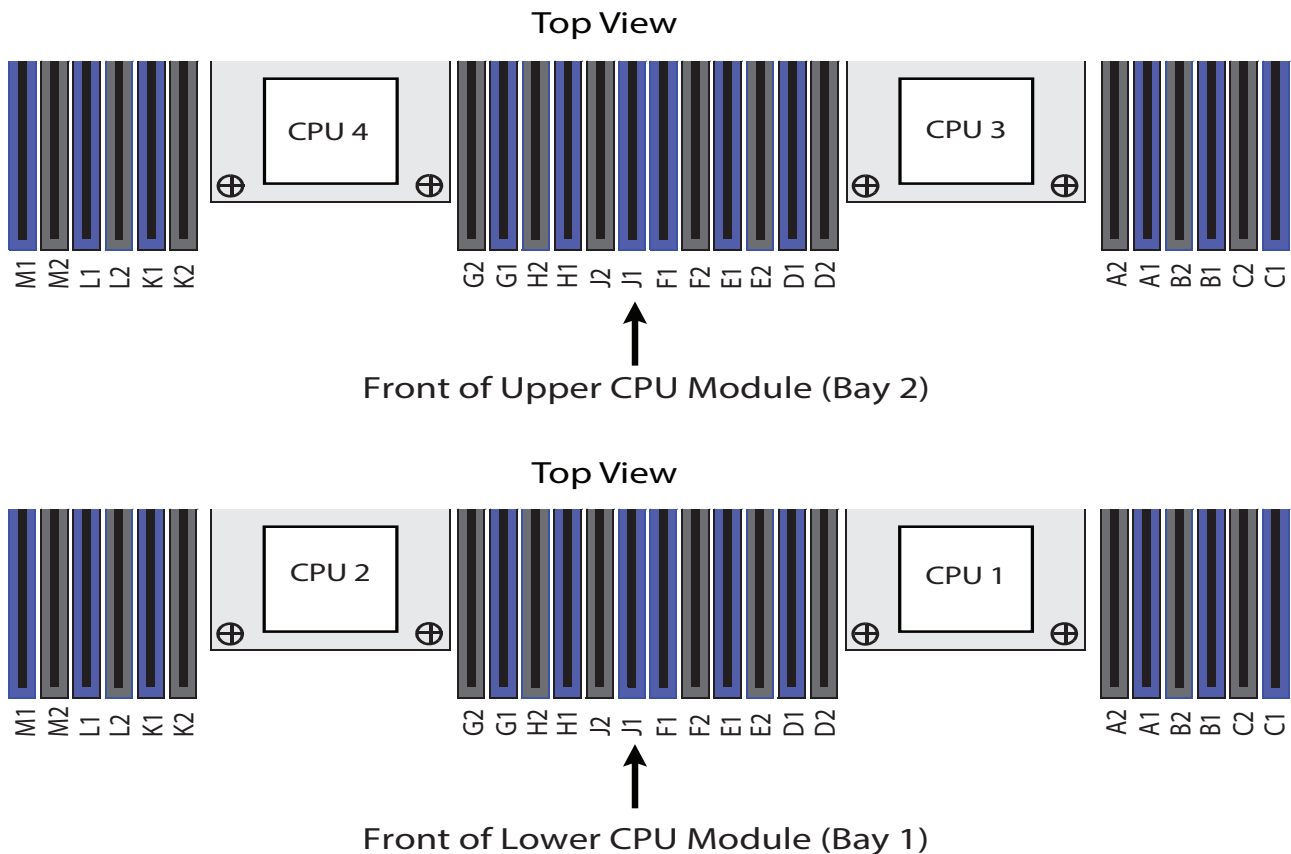 Top View
CPU 4
CPU 3
M1 M2 L1 L2 K1 K2 G2 G1 H2 H1 J2 J1 F1 F2 E1 E2 D1 D2 A2 A1 B2 B1 C2 C1
Front of Upper CPU Module (Bay 2)
Top View
CPU 2
CPU 1
M1 M2 L1 L2 K1 K2 G2 G1 H2 H1 J2 J1 F1 F2 E1 E2 D1 D2 A2 A1 B2 B1 C2 C1
Front of Lower CPU Module (Bay 1)